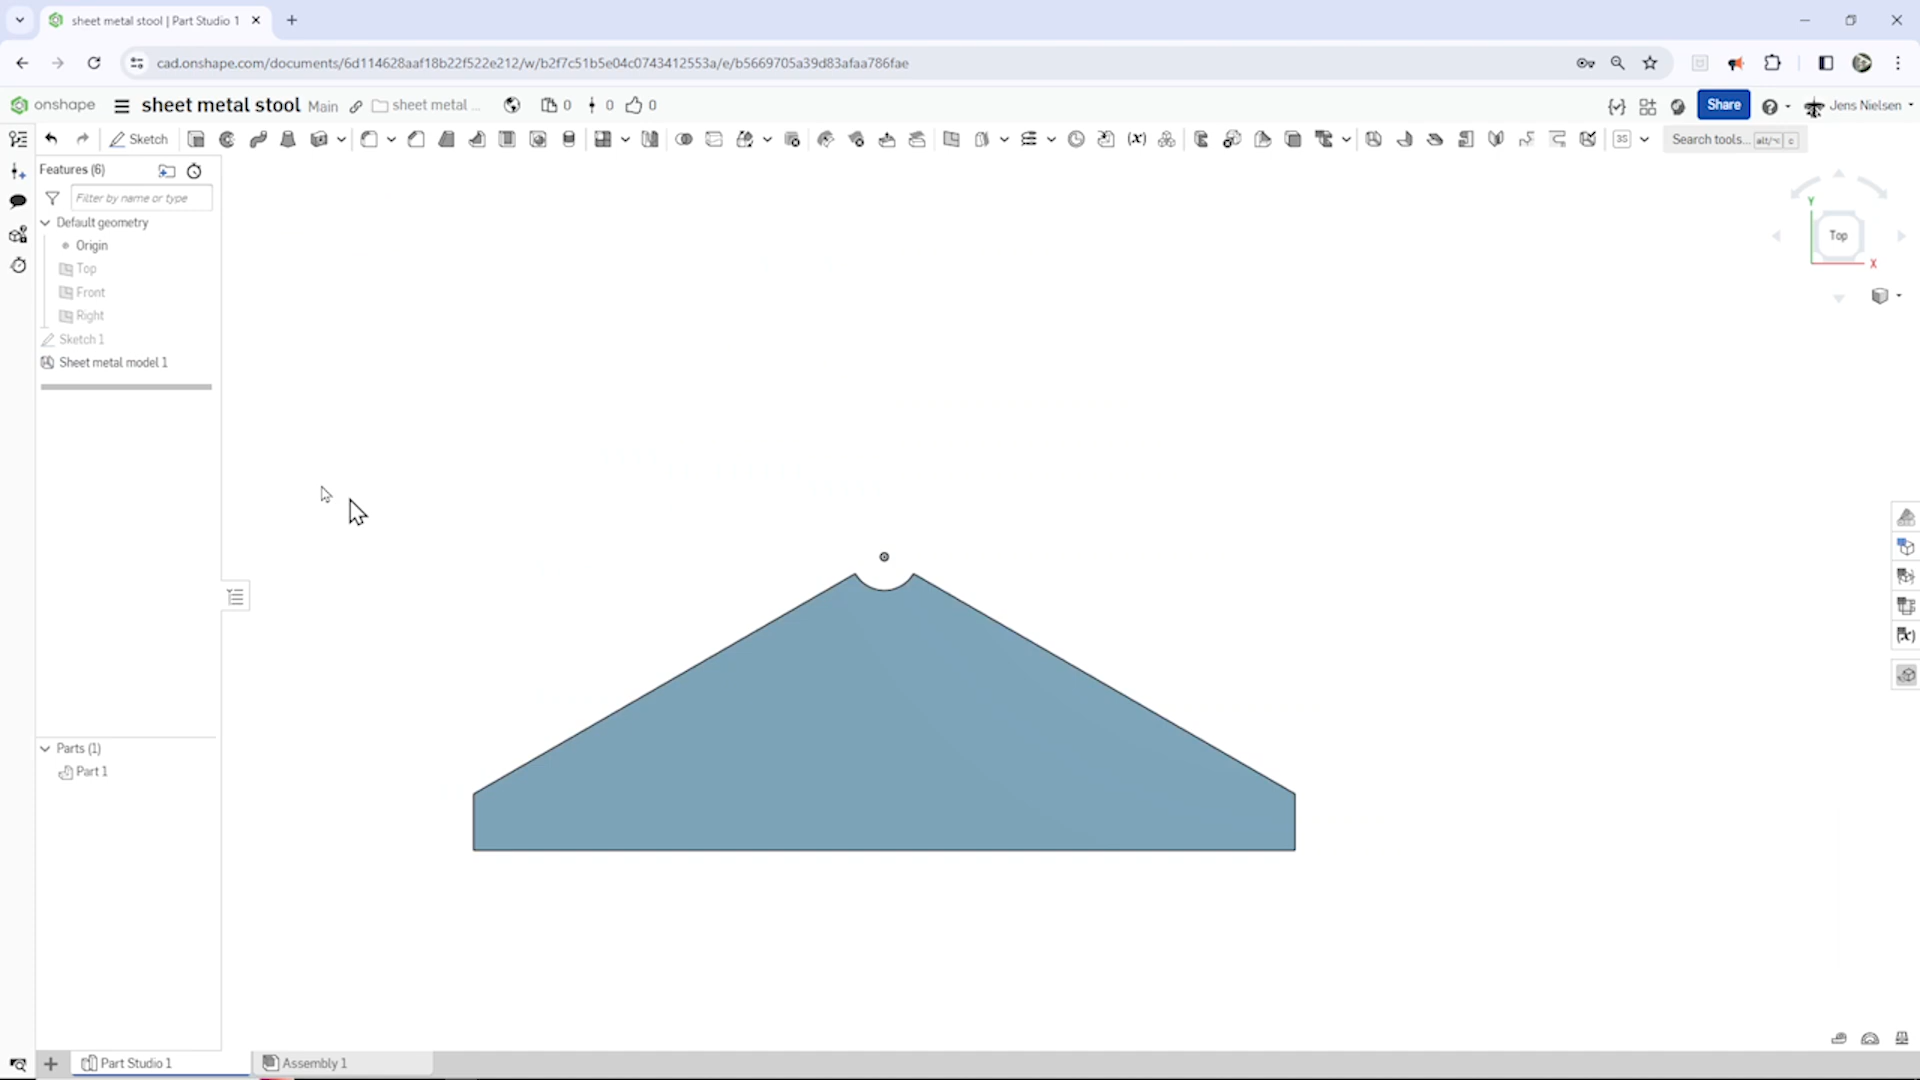 sheet metal stool | Part Studio 1
cad.onshape.com/documents/6d114628aaf18b22f522e212/w/b2f7c51b5e04c0743412553a/e/b5669705a39d83afaa786fae
onshape
sheet metal stool Main
sheet metal ...
0
0
0
Share
Jens Nielsen
Sketch
Search tools... alt/⌥ c
Features (6)
Filter by name or type
Default geometry
Origin
Top
Front
Right
Sketch 1
Sheet metal model 1
Y
Top
X
Parts (1)
Part 1
Part Studio 1
Assembly 1